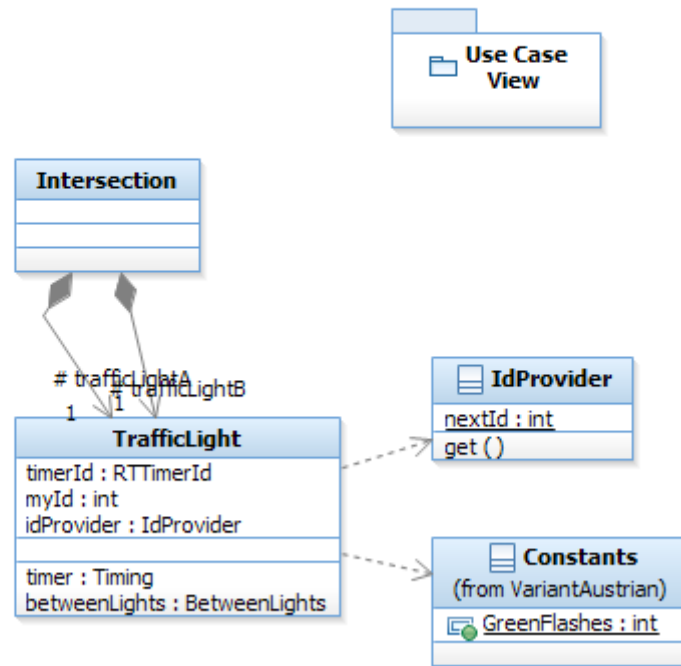 Use Case
View
Intersection
# trafficLightA
# trafficLightB
1
1
TrafficLight
timerId : RTTimerId
myId : int
idProvider : IdProvider
timer : Timing
betweenLights : BetweenLights
IdProvider
nextId : int
get ( )
Constants
(from VariantAustrian)
GreenFlashes : int